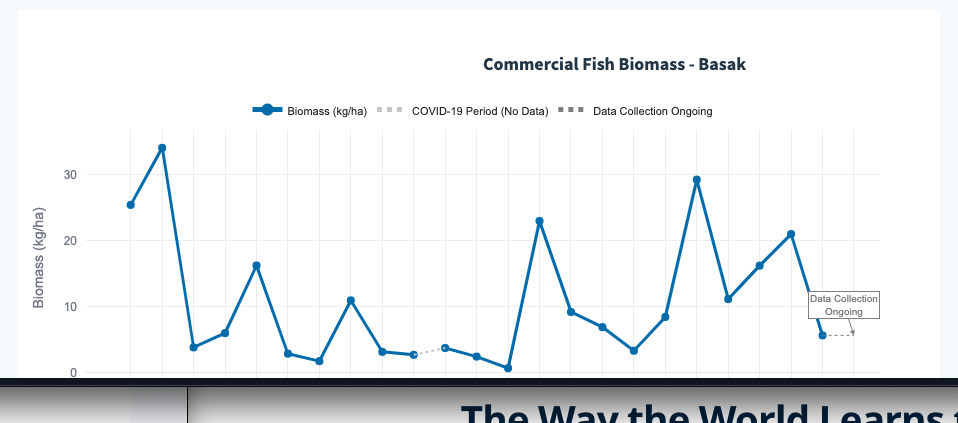 Commercial Fish Biomass - Basak
Biomass (kg/ha) COVID-19 Period (No Data) Data Collection Ongoing
Biomass (kg/ha)
30
20
10
0
Data Collection
Ongoing
The Way the World Learns